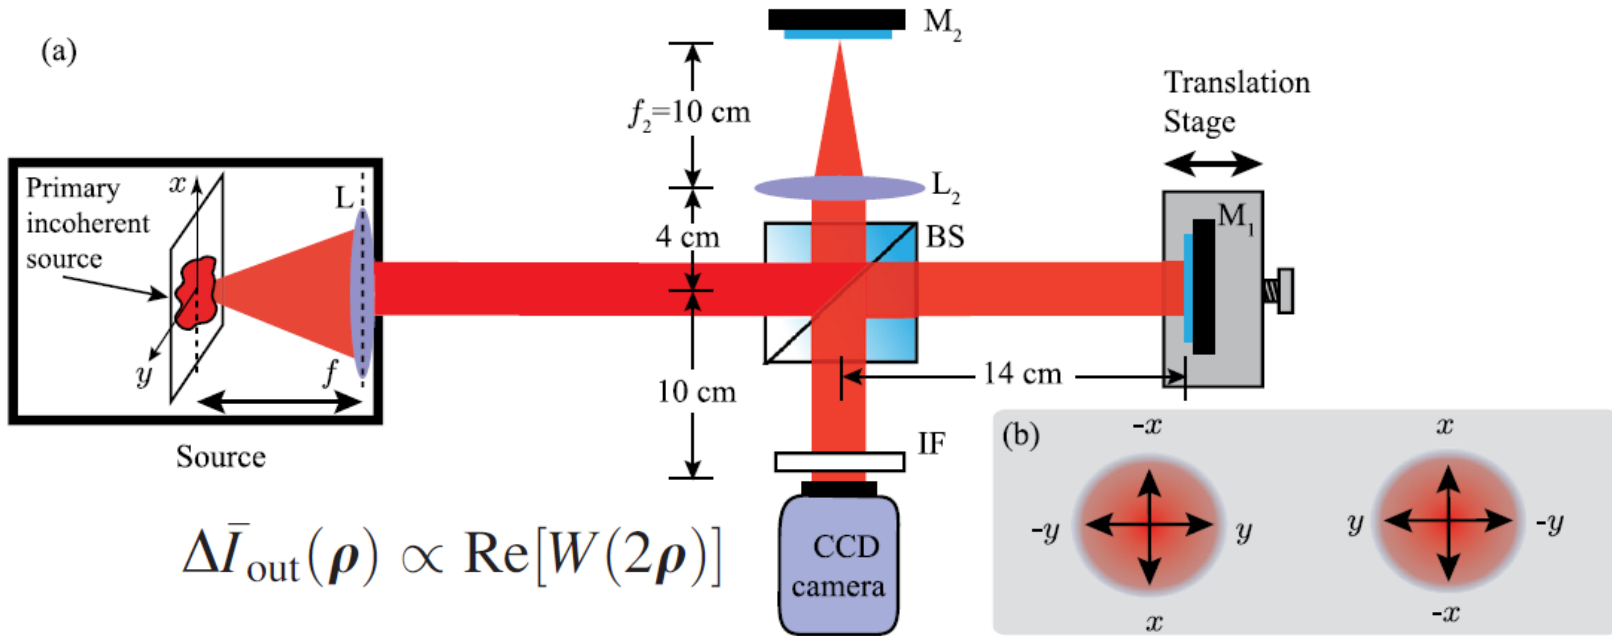 (a)
M₂
Translation
Stage
f₂=10 cm
Primary
incoherent
source
x
L
L₂
M₁
4 cm
BS
y
f
14 cm
10 cm
Source
IF
(b)
-x
x
-y
y
y
-y
x
-x
ΔĪ_out(ρ) ∝ Re[W(2ρ)]
CCD
camera